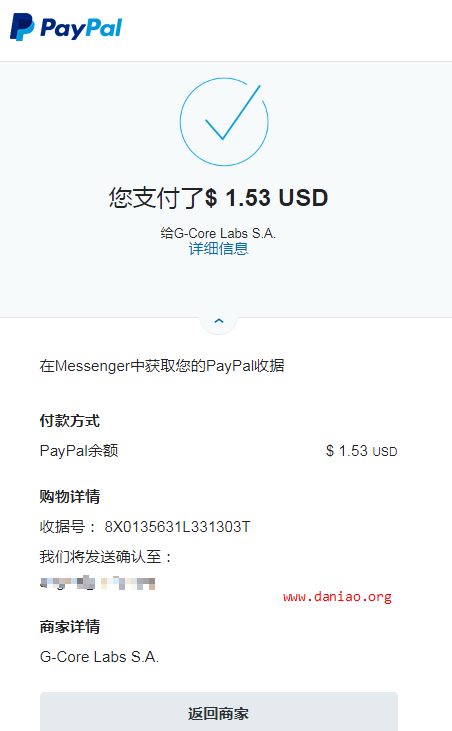 PayPal
您支付了$ 1.53 USD
给G-Core Labs S.A.
详细信息
在Messenger中获取您的PayPal收据
付款方式
PayPal余额 $ 1.53 USD
购物详情
收据号： 8X0135631L331303T
我们将发送确认至：
www.daniao.org
商家详情
G-Core Labs S.A.
返回商家